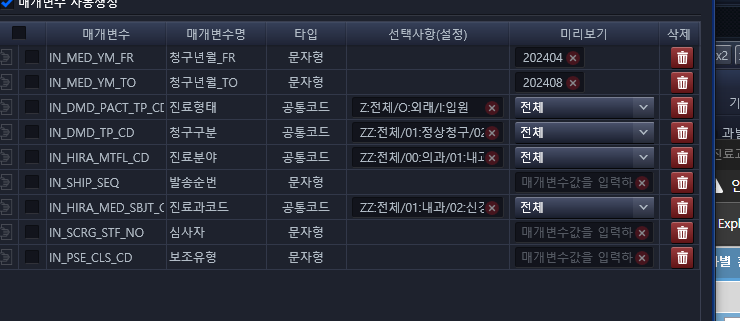 매개변수 자동생성
매개변수 매개변수명 타입 선택사항(설정) 미리보기 삭제
IN_MED_YM_FR 청구년월_FR 문자형 202404
IN_MED_YM_TO 청구년월_TO 문자형 202408
IN_DMD_PACT_TP_CD 진료형태 공통코드 Z:전체/O:외래/I:입원 전체
IN_DMD_TP_CD 청구구분 공통코드 ZZ:전체/01:정상청구/02 전체
IN_HIRA_MTFL_CD 진료분야 공통코드 ZZ:전체/00:의과/01:내과 전체
IN_SHIP_SEQ 발송순번 문자형 매개변수값을 입력하
IN_HIRA_MED_SBJT_C 진료과코드 공통코드 ZZ:전체/01:내과/02:신경 전체
IN_SCRG_STF_NO 심사자 문자형 매개변수값을 입력하
IN_PSE_CLS_CD 보조유형 문자형 매개변수값을 입력하
x2
기
과별
진료과
인
Expl